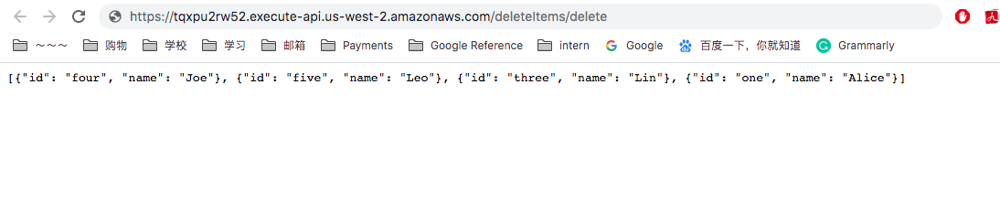 https://tqxpu2rw52.execute-api.us-west-2.amazonaws.com/deleteItems/delete
～～～ 购物 学校 学习 邮箱 Payments Google Reference intern Google 百度一下，你就知道 Grammarly
[{"id": "four", "name": "Joe"}, {"id": "five", "name": "Leo"}, {"id": "three", "name": "Lin"}, {"id": "one", "name": "Alice"}]